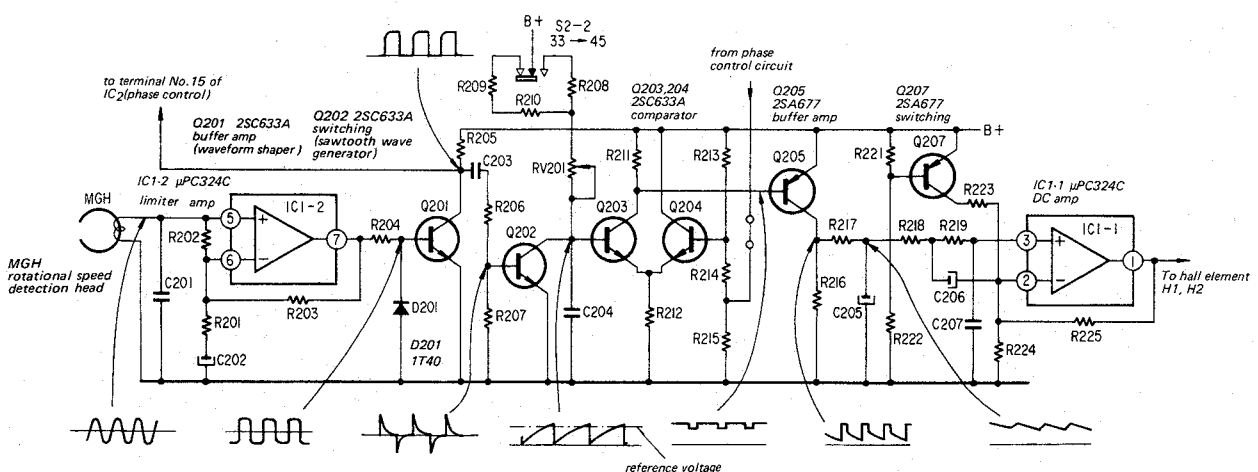 B+
S2-2
33 → 45
to terminal No.15 of
IC2 (phase control)
Q201 2SC633A
buffer amp
(waveform shaper)
Q202 2SC633A
switching
(sawtooth wave
generator)
R209
R210
R208
from phase
control circuit
Q203,204
2SC633A
comparator
Q205
2SA677
buffer amp
Q207
2SA677
switching
B+
R205
C203
RV201
R211
R213
Q205
R221
Q207
IC1-2 μPC324C
limiter amp
MGH
IC1-2
5
+
6
−
7
R202
R204
Q201
R206
Q202
Q203
Q204
R217
R218
R219
R223
IC1-1 μPC324C
DC amp
IC1-1
3
+
2
−
1
To hall element
H1, H2
MGH
rotational speed
detection head
C201
R203
R201
C202
D201
D201
1T40
R207
C204
R212
R214
R215
R216
C205
R222
C206
C207
R224
R225
reference voltage